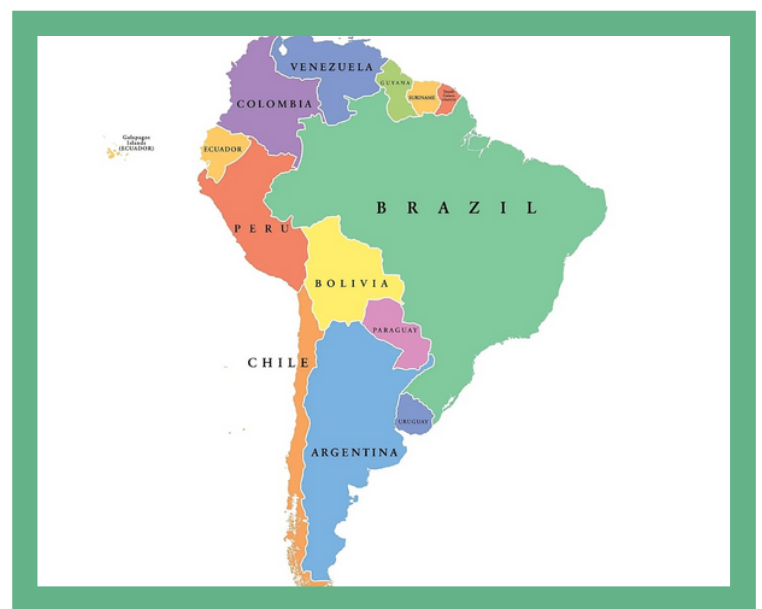 VENEZUELA
GUYANA
SURINAME
COLOMBIA
Galapagos
Islands
(ECUADOR)
ECUADOR
BRAZIL
PERU
BOLIVIA
PARAGUAY
CHILE
URUGUAY
ARGENTINA